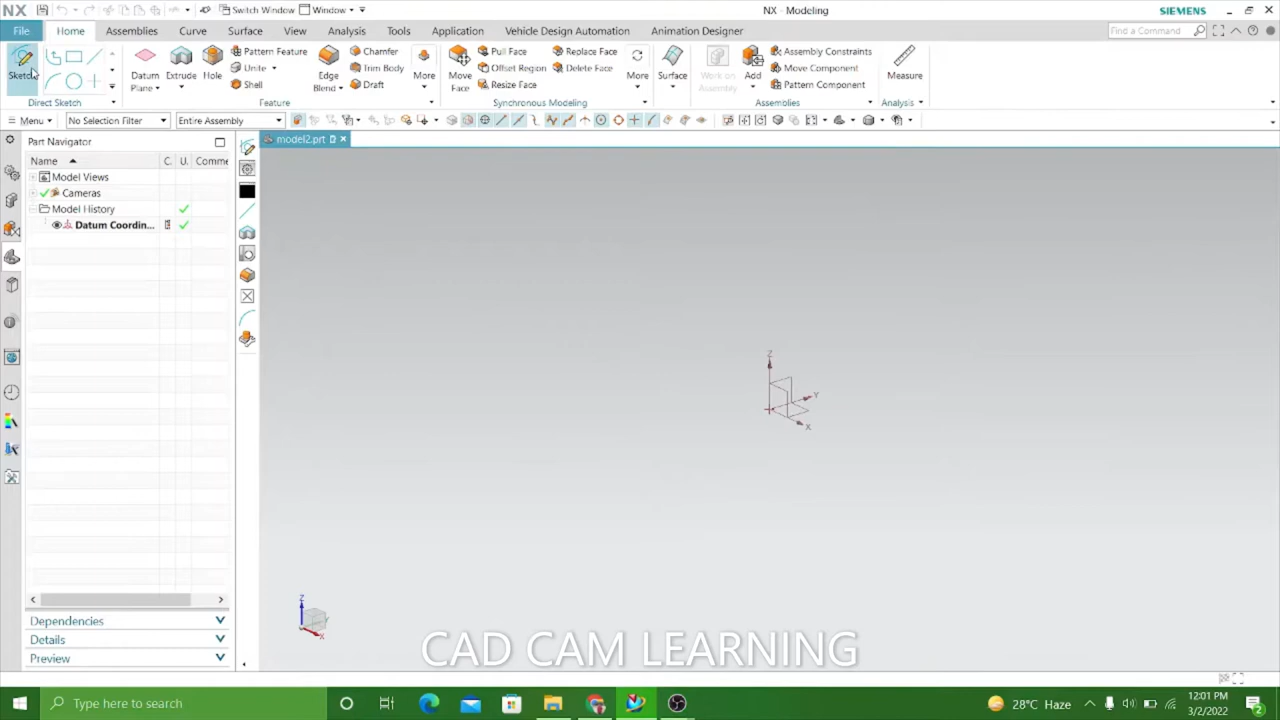 NX Switch Window Window NX - Modeling SIEMENS
File Home Assemblies Curve Surface Analysis View Tools Application Vehicle Design Automation Animation Designer Find a Command
Sketch
Direct Sketch
Datum Plane Extrude Hole
Pattern Feature
Unite
Shell
Edge Blend
Chamfer
Trim Body
Draft
More
Feature
Move Face
Pull Face
Offset Region
Resize Face
Replace Face
Delete Face
More
Synchronous Modeling
Surface
Work on Assembly
Add
Assembly Constraints
Move Component
Pattern Component
Assemblies
Measure
Analysis
Menu No Selection Filter Entire Assembly
Part Navigator
model2.prt
Name C. U. Comme
Model Views
Cameras
Model History
Datum Coordin...
Z
Y
X
Z
Y
X
Dependencies
Details
Preview
CAD CAM LEARNING
Type here to search
28°C Haze
12:01 PM
3/2/2022
2